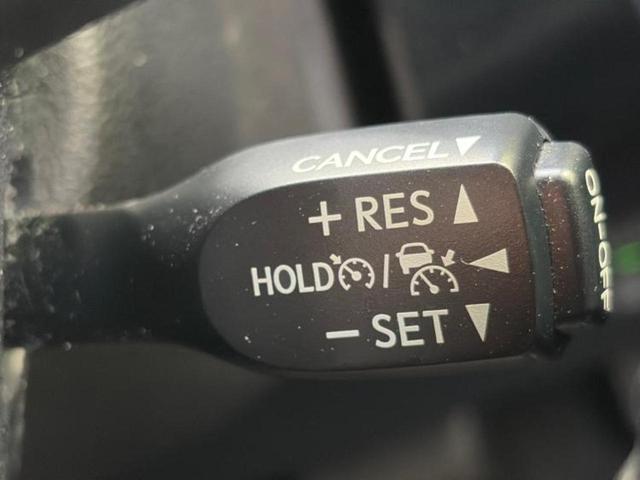 CANCEL
+ RES
HOLD /
− SET
ON-OFF